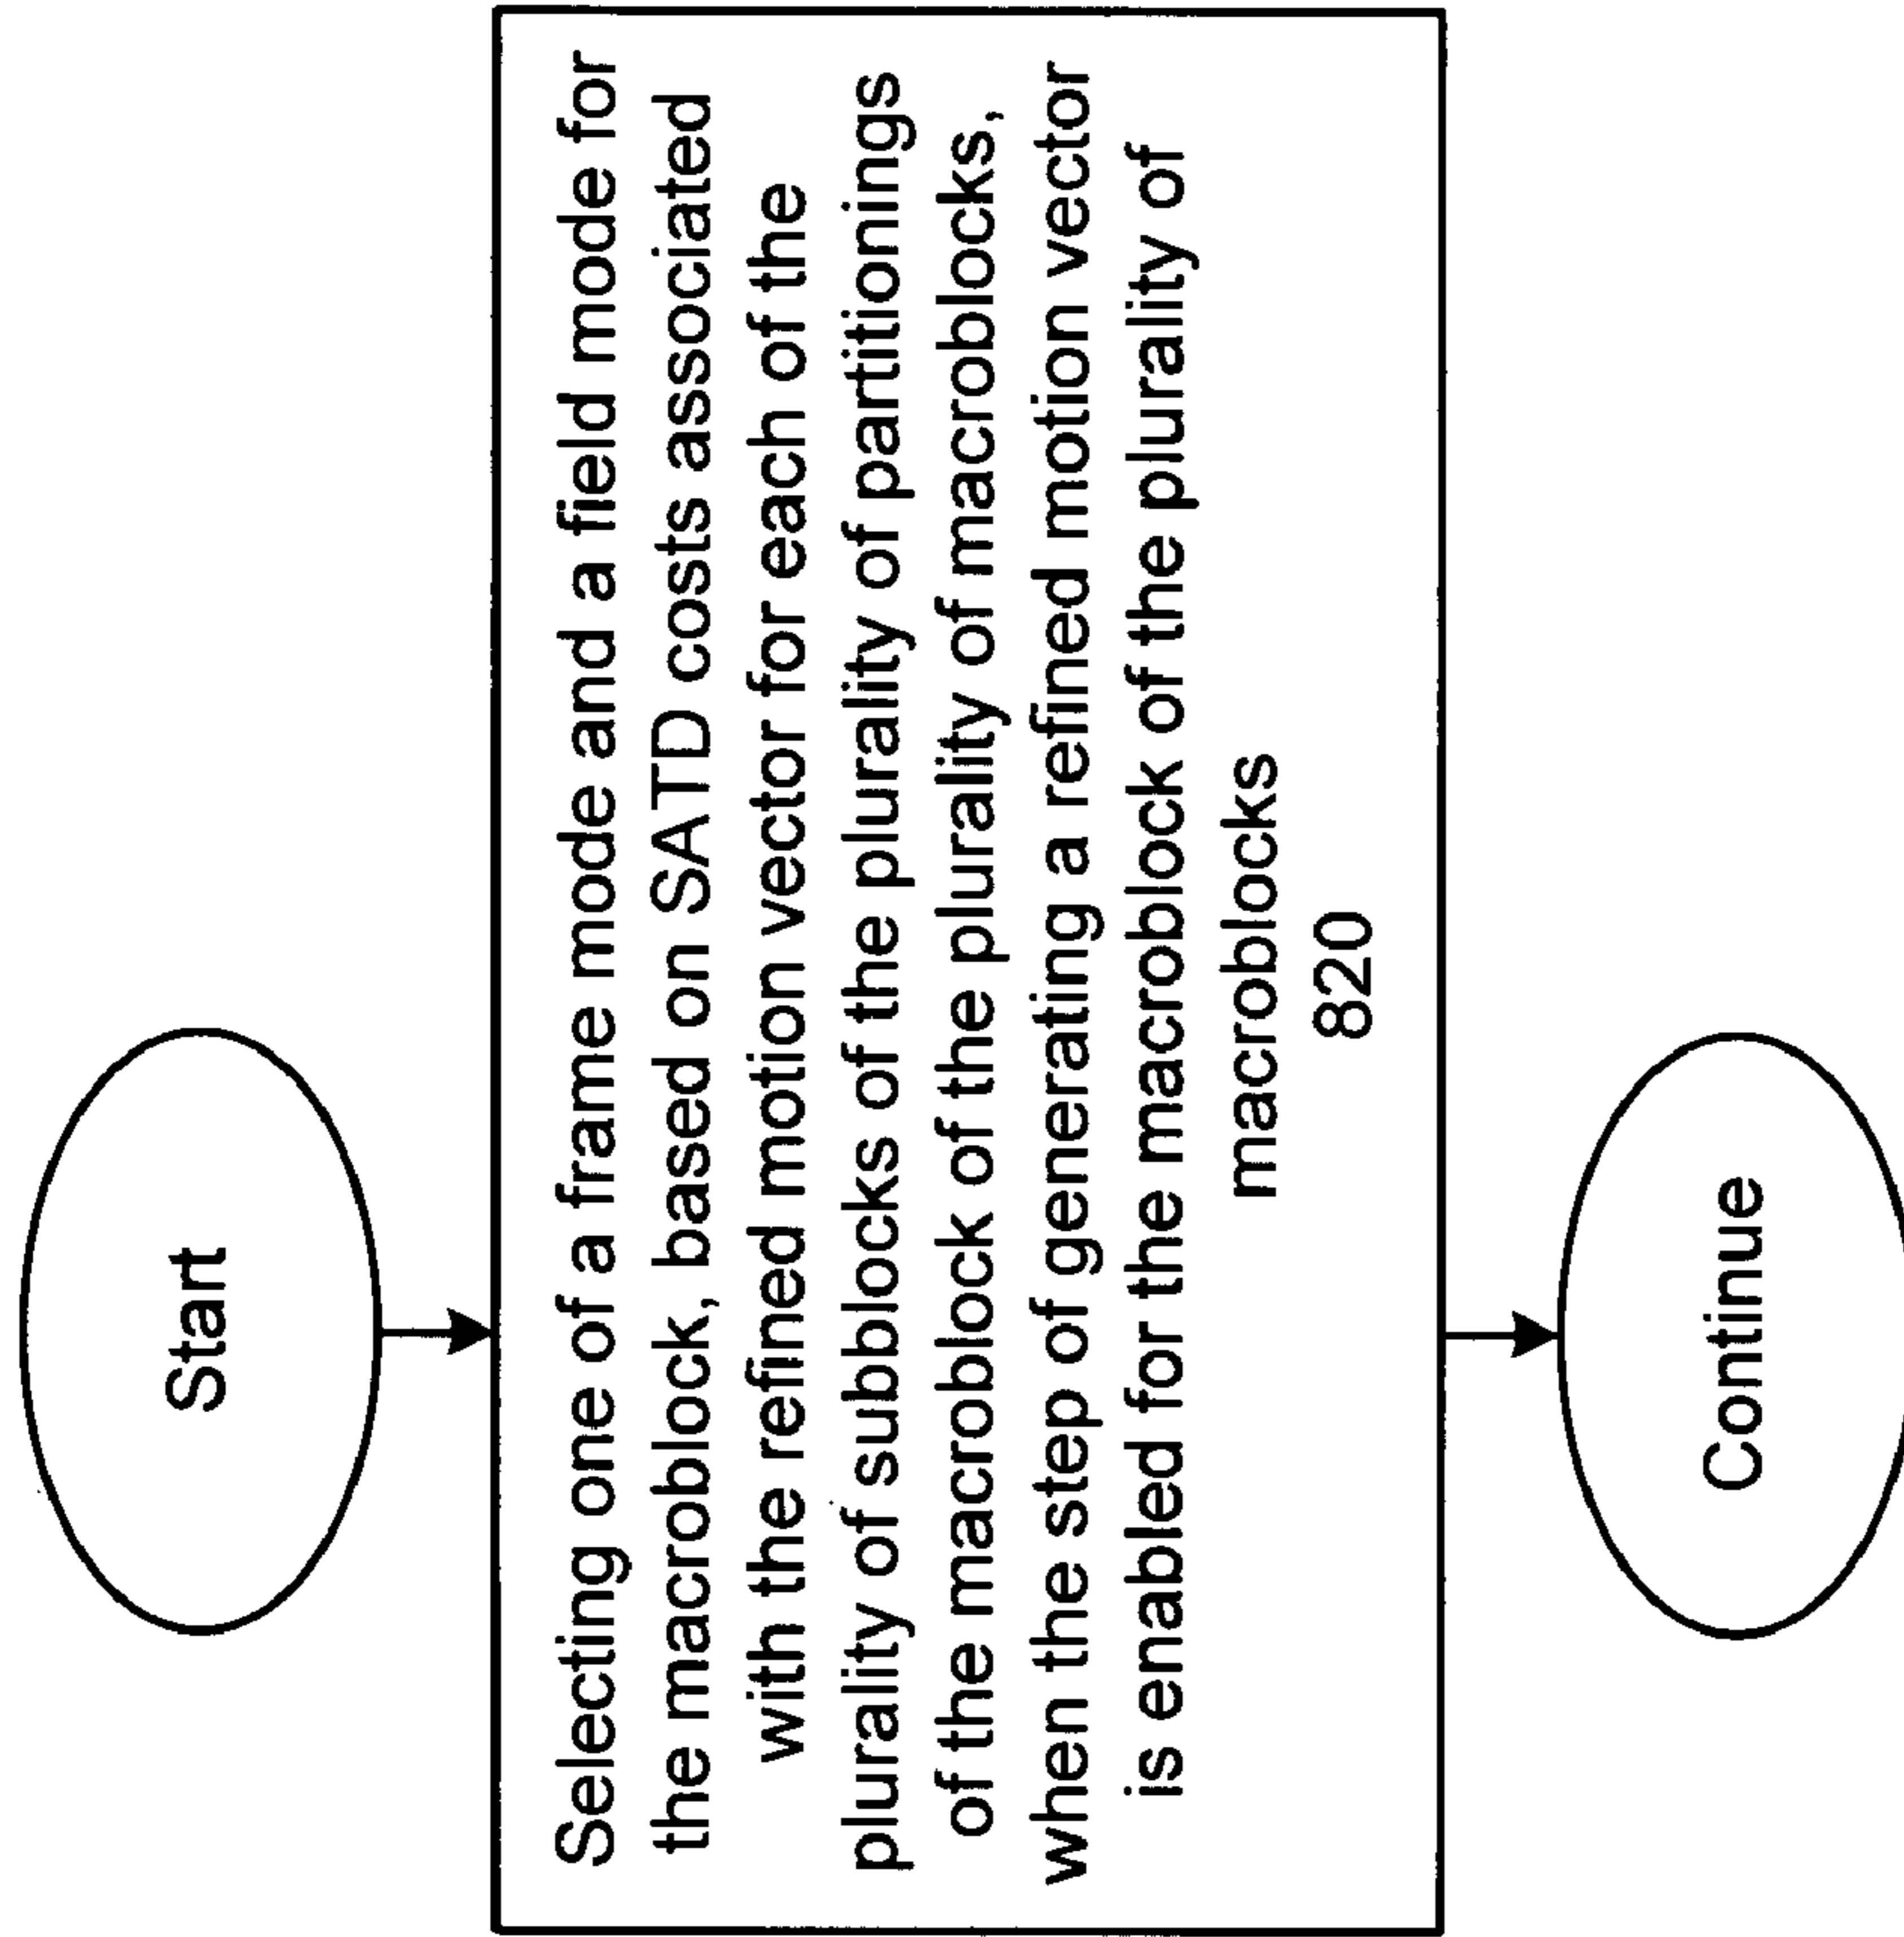 Start
Selecting one of a frame mode and a field mode for
the macroblock, based on SATD costs associated
with the refined motion vector for each of the
plurality of subblocks of the plurality of partitionings
of the macroblock of the plurality of macroblocks,
when the step of generating a refined motion vector
is enabled for the macroblock of the plurality of
macroblocks
820
Continue